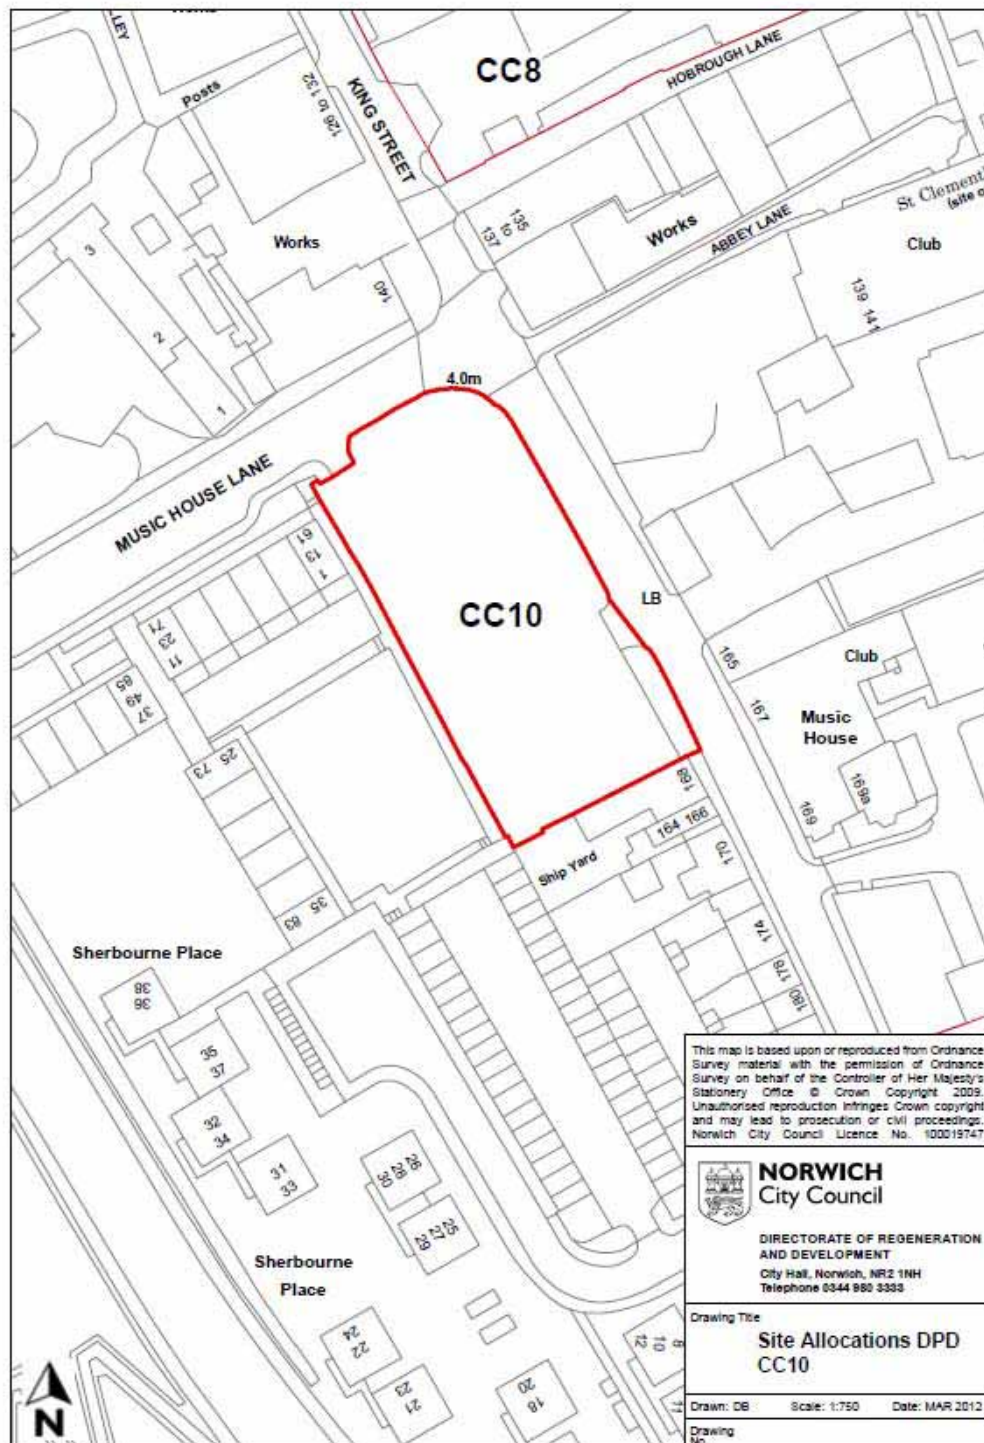 LLEY
Works
CC8
HOBROUGH LANE
Posts
126 to 132
KING STREET
St Clement
(site o
135
to
137
Works
ABBEY LANE
Club
Works
3
2
1
140
139 141
4.0m
MUSIC HOUSE LANE
61
13
1
CC10
LB
71
23
11
85
49
37
165
Club
167
Music
House
169a
169
25
73
168
164 166
170
Ship Yard
35
83
174
178
180
Sherbourne Place
38
36
35
37
32
34
31
33
26
28
30
25
27
29
Sherbourne
Place
24
22
23
21
20
18
8
10
12
11
N
This map is based upon or reproduced from Ordnance
Survey material with the permission of Ordnance
Survey on behalf of the Controller of Her Majesty's
Stationery Office © Crown Copyright 2009.
Unauthorised reproduction infringes Crown copyright
and may lead to prosecution or civil proceedings.
Norwich City Council Licence No. 100019747
NORWICH
City Council
DIRECTORATE OF REGENERATION
AND DEVELOPMENT
City Hall, Norwich, NR2 1NH
Telephone 0344 980 3333
Drawing Title
Site Allocations DPD
CC10
Drawn: DB Scale: 1:750 Date: MAR 2012
Drawing
No.